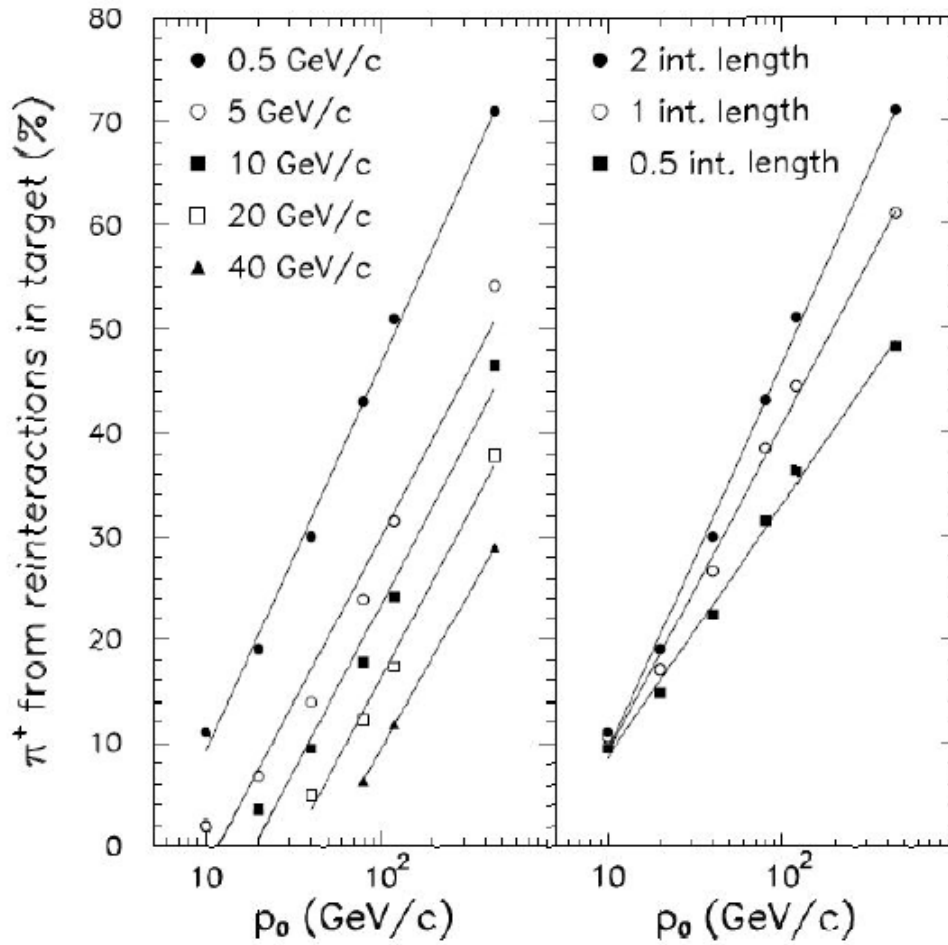 π⁺ from reinteractions in target (%)
80
70
60
50
40
30
20
10
0
0.5 GeV/c
5 GeV/c
10 GeV/c
20 GeV/c
40 GeV/c
10
10²
p₀ (GeV/c)
2 int. length
1 int. length
0.5 int. length
10
10²
p₀ (GeV/c)